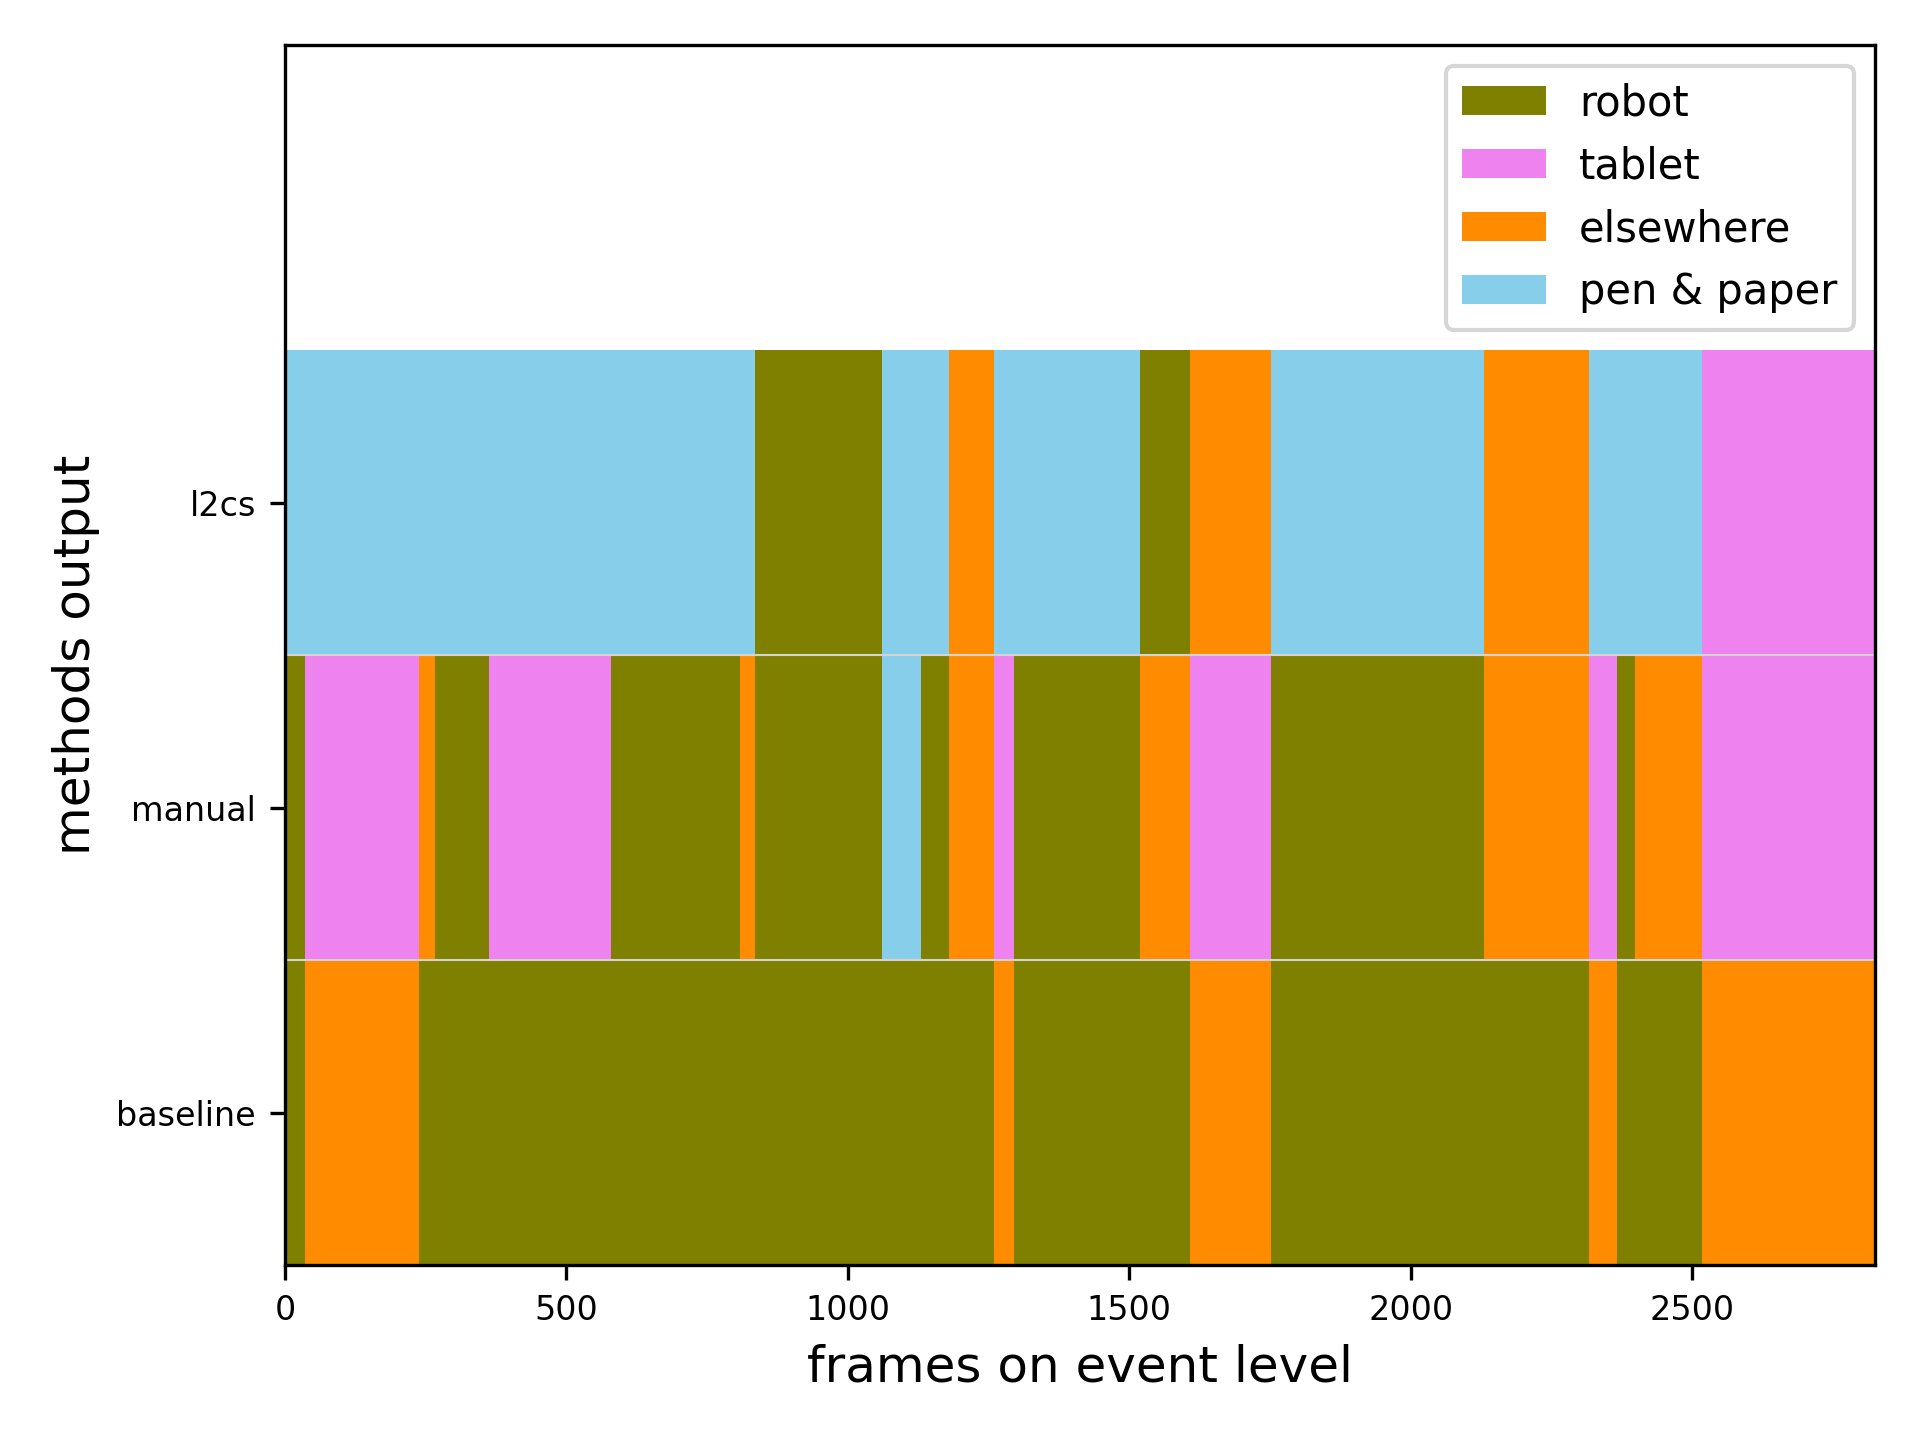 robot
tablet
elsewhere
pen & paper
methods output
l2cs
manual
baseline
0 500 1000 1500 2000 2500
frames on event level